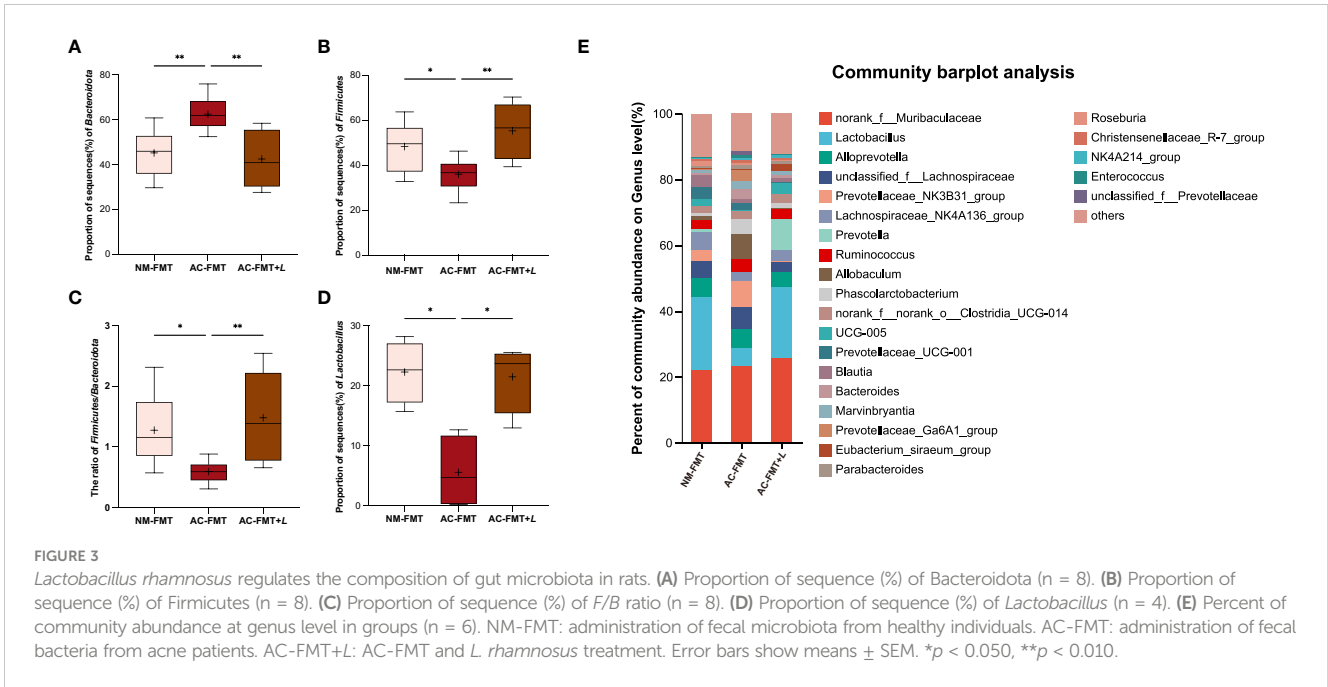 A
**
**
Proportion of sequences(%) of Bacteroidota
80
60
40
20
0
NM-FMT
AC-FMT
AC-FMT+L
B
*
**
Proportion of sequences(%) of Firmicutes
80
60
40
20
0
NM-FMT
AC-FMT
AC-FMT+L
C
*
**
The ratio of Firmicutes/Bacteroidota
3
2
1
0
NM-FMT
AC-FMT
AC-FMT+L
D
*
*
Proportion of sequences(%) of Lactobacillus
30
20
10
0
NM-FMT
AC-FMT
AC-FMT+L
E
Community barplot analysis
Percent of community abundance on Genus level(%)
100
80
60
40
20
0
NM-FMT
AC-FMT
AC-FMT+L
norank_f__Muribaculaceae
Lactobacillus
Alloprevotella
unclassified_f__Lachnospiraceae
Prevotellaceae_NK3B31_group
Lachnospiraceae_NK4A136_group
Prevotella
Ruminococcus
Allobaculum
Phascolarctobacterium
norank_f__norank_o__Clostridia_UCG-014
UCG-005
Prevotellaceae_UCG-001
Blautia
Bacteroides
Marvinbryantia
Prevotellaceae_Ga6A1_group
Eubacterium_siraeum_group
Parabacteroides
Roseburia
Christensenellaceae_R-7_group
NK4A214_group
Enterococcus
unclassified_f__Prevotellaceae
others
FIGURE 3
Lactobacillus rhamnosus regulates the composition of gut microbiota in rats. (A) Proportion of sequence (%) of Bacteroidota (n = 8). (B) Proportion of
sequence (%) of Firmicutes (n = 8). (C) Proportion of sequence (%) of F/B ratio (n = 8). (D) Proportion of sequence (%) of Lactobacillus (n = 4). (E) Percent of
community abundance at genus level in groups (n = 6). NM-FMT: administration of fecal microbiota from healthy individuals. AC-FMT: administration of fecal
bacteria from acne patients. AC-FMT+L: AC-FMT and L. rhamnosus treatment. Error bars show means ± SEM. *p < 0.050, **p < 0.010.